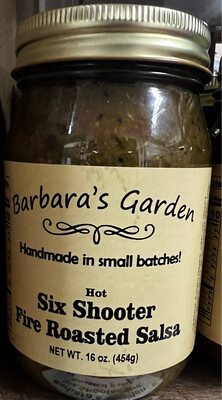 Barbara's Garden
Handmade in small batches!
Hot
Six Shooter
Fire Roasted Salsa
NET WT. 16 oz. (454g)